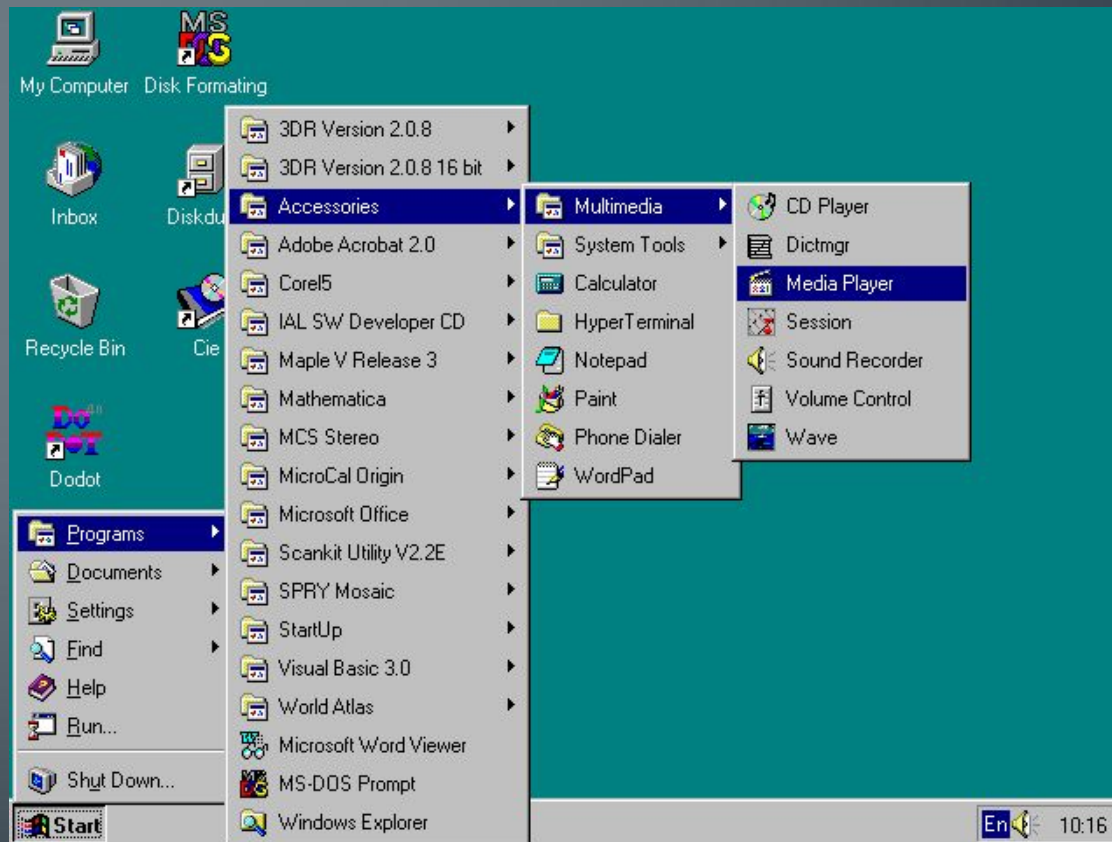 My Computer
Disk Formating
Inbox
Diskdu
Recycle Bin
Cie
Dodot
Programs
Documents
Settings
Find
Help
Run...
Shut Down...
Start
3DR Version 2.0.8
3DR Version 2.0.8 16 bit
Accessories
Adobe Acrobat 2.0
Corel5
IAL SW Developer CD
Maple V Release 3
Mathematica
MCS Stereo
MicroCal Origin
Microsoft Office
Scankit Utility V2.2E
SPRY Mosaic
StartUp
Visual Basic 3.0
World Atlas
Microsoft Word Viewer
MS-DOS Prompt
Windows Explorer
Multimedia
System Tools
Calculator
HyperTerminal
Notepad
Paint
Phone Dialer
WordPad
CD Player
Dictmgr
Media Player
Session
Sound Recorder
Volume Control
Wave
En
10:16